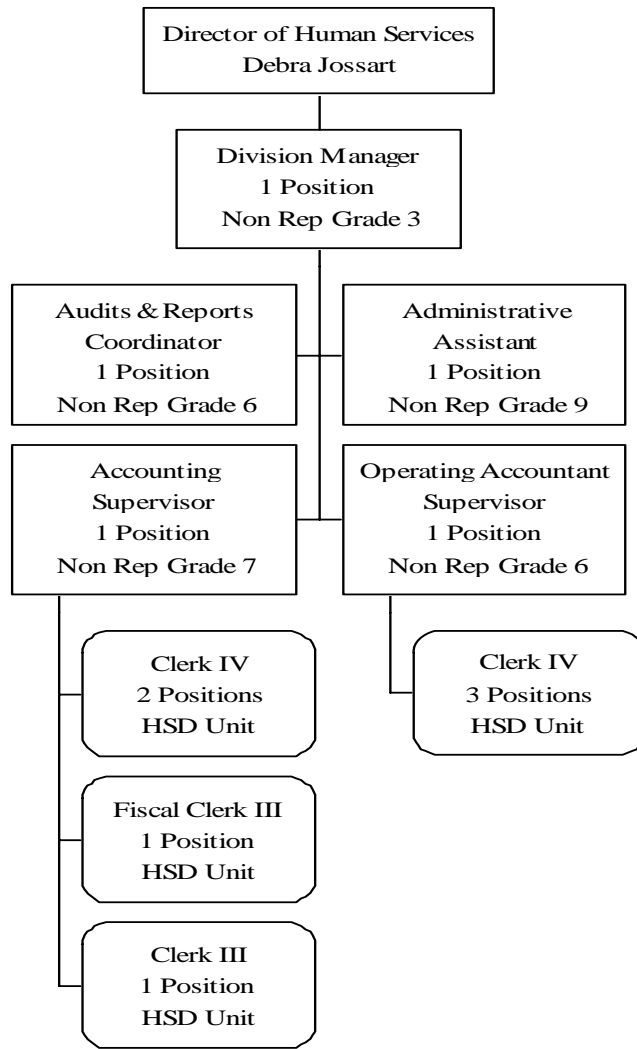 Director of Human Services
Debra Jossart
Division Manager
1 Position
Non Rep Grade 3
Audits & Reports
Coordinator
1 Position
Non Rep Grade 6
Administrative
Assistant
1 Position
Non Rep Grade 9
Accounting
Supervisor
1 Position
Non Rep Grade 7
Operating Accountant
Supervisor
1 Position
Non Rep Grade 6
Clerk IV
2 Positions
HSD Unit
Clerk IV
3 Positions
HSD Unit
Fiscal Clerk III
1 Position
HSD Unit
Clerk III
1 Position
HSD Unit